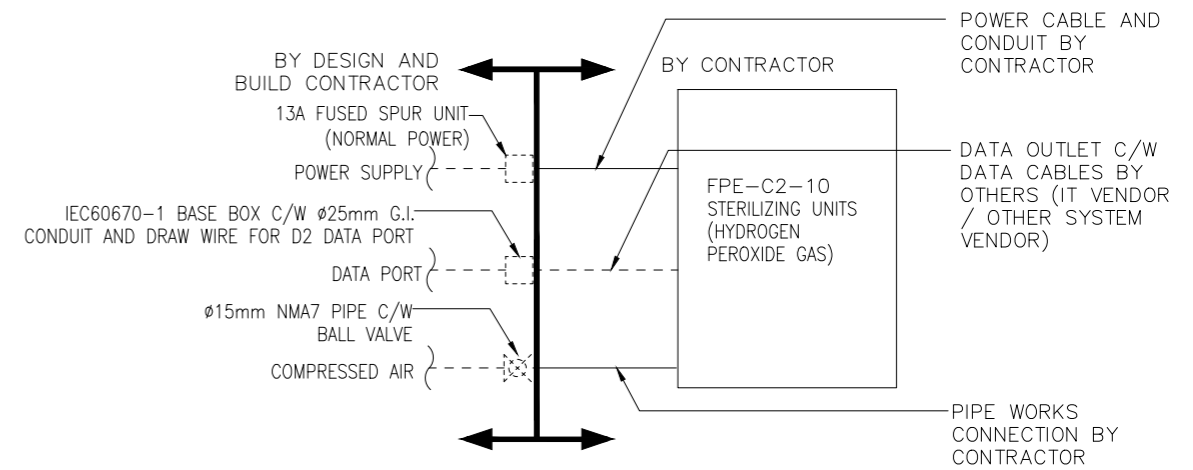 POWER CABLE AND
CONDUIT BY
CONTRACTOR
BY DESIGN AND
BUILD CONTRACTOR
BY CONTRACTOR
13A FUSED SPUR UNIT
(NORMAL POWER)
POWER SUPPLY
DATA OUTLET C/W
DATA CABLES BY
OTHERS (IT VENDOR
/ OTHER SYSTEM
VENDOR)
FPE-C2-10
STERILIZING UNITS
(HYDROGEN
PEROXIDE GAS)
IEC60670-1 BASE BOX C/W ø25mm G.I.
CONDUIT AND DRAW WIRE FOR D2 DATA PORT
DATA PORT
ø15mm NMA7 PIPE C/W
BALL VALVE
COMPRESSED AIR
PIPE WORKS
CONNECTION BY
CONTRACTOR